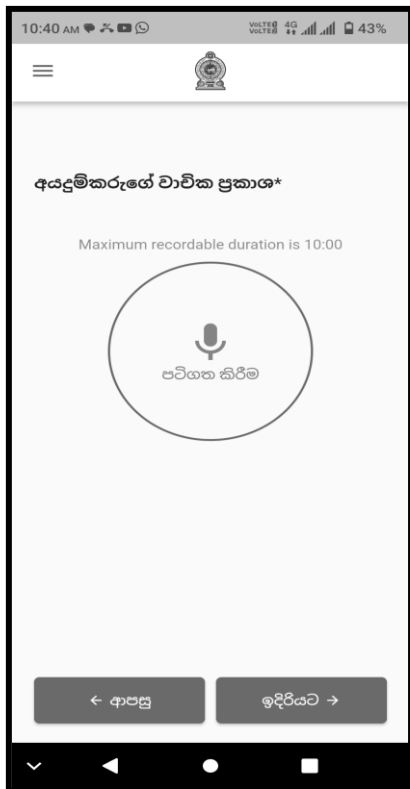 10:40 AM VoLTE 4G VoLTE 43%
අයදුම්කරුගේ වාචික ප්‍රකාශ*
Maximum recordable duration is 10:00
පටිගත කිරීම
← ආපසු ඉදිරියට →